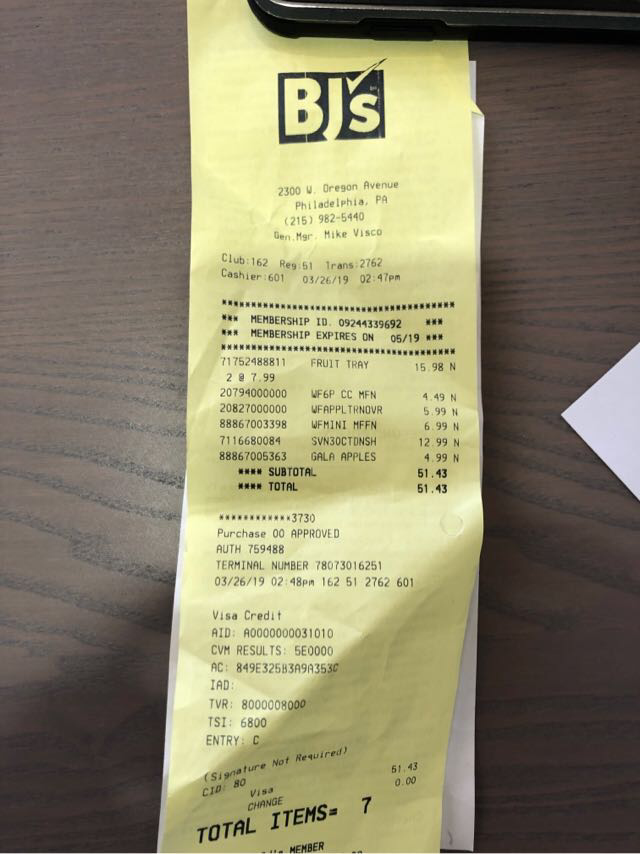 BJ's
2300 W. Oregon Avenue
Philadelphia, PA
(215) 982-5440
Gen.Mgr. Mike Visco
Club:162 Reg:51 Trans:2762
Cashier:601 03/26/19 02:47pm
*****************************************
*** MEMBERSHIP ID. 09244339692 ***
*** MEMBERSHIP EXPIRES ON 05/19 ***
*****************************************
71752488811 FRUIT TRAY 15.98 N
2 @ 7.99
20794000000 WF6P CC MFN 4.49 N
20827000000 WFAPPLTRNOVR 5.99 N
88867003398 WFMINI MFFN 6.99 N
7116680084 SVN30CTDNSH 12.99 N
88867005363 GALA APPLES 4.99 N
**** SUBTOTAL 51.43
**** TOTAL 51.43
************3730
Purchase 00 APPROVED
AUTH 759488
TERMINAL NUMBER 78073016251
03/26/19 02:48pm 162 51 2762 601
Visa Credit
AID: A0000000031010
CVM RESULTS: 5E0000
AC: 849E325B3A9A353C
IAD:
TVR: 8000008000
TSI: 6800
ENTRY: C
(Signature Not Required)
CID: 80
Visa 51.43
CHANGE 0.00
TOTAL ITEMS= 7
MEMBER